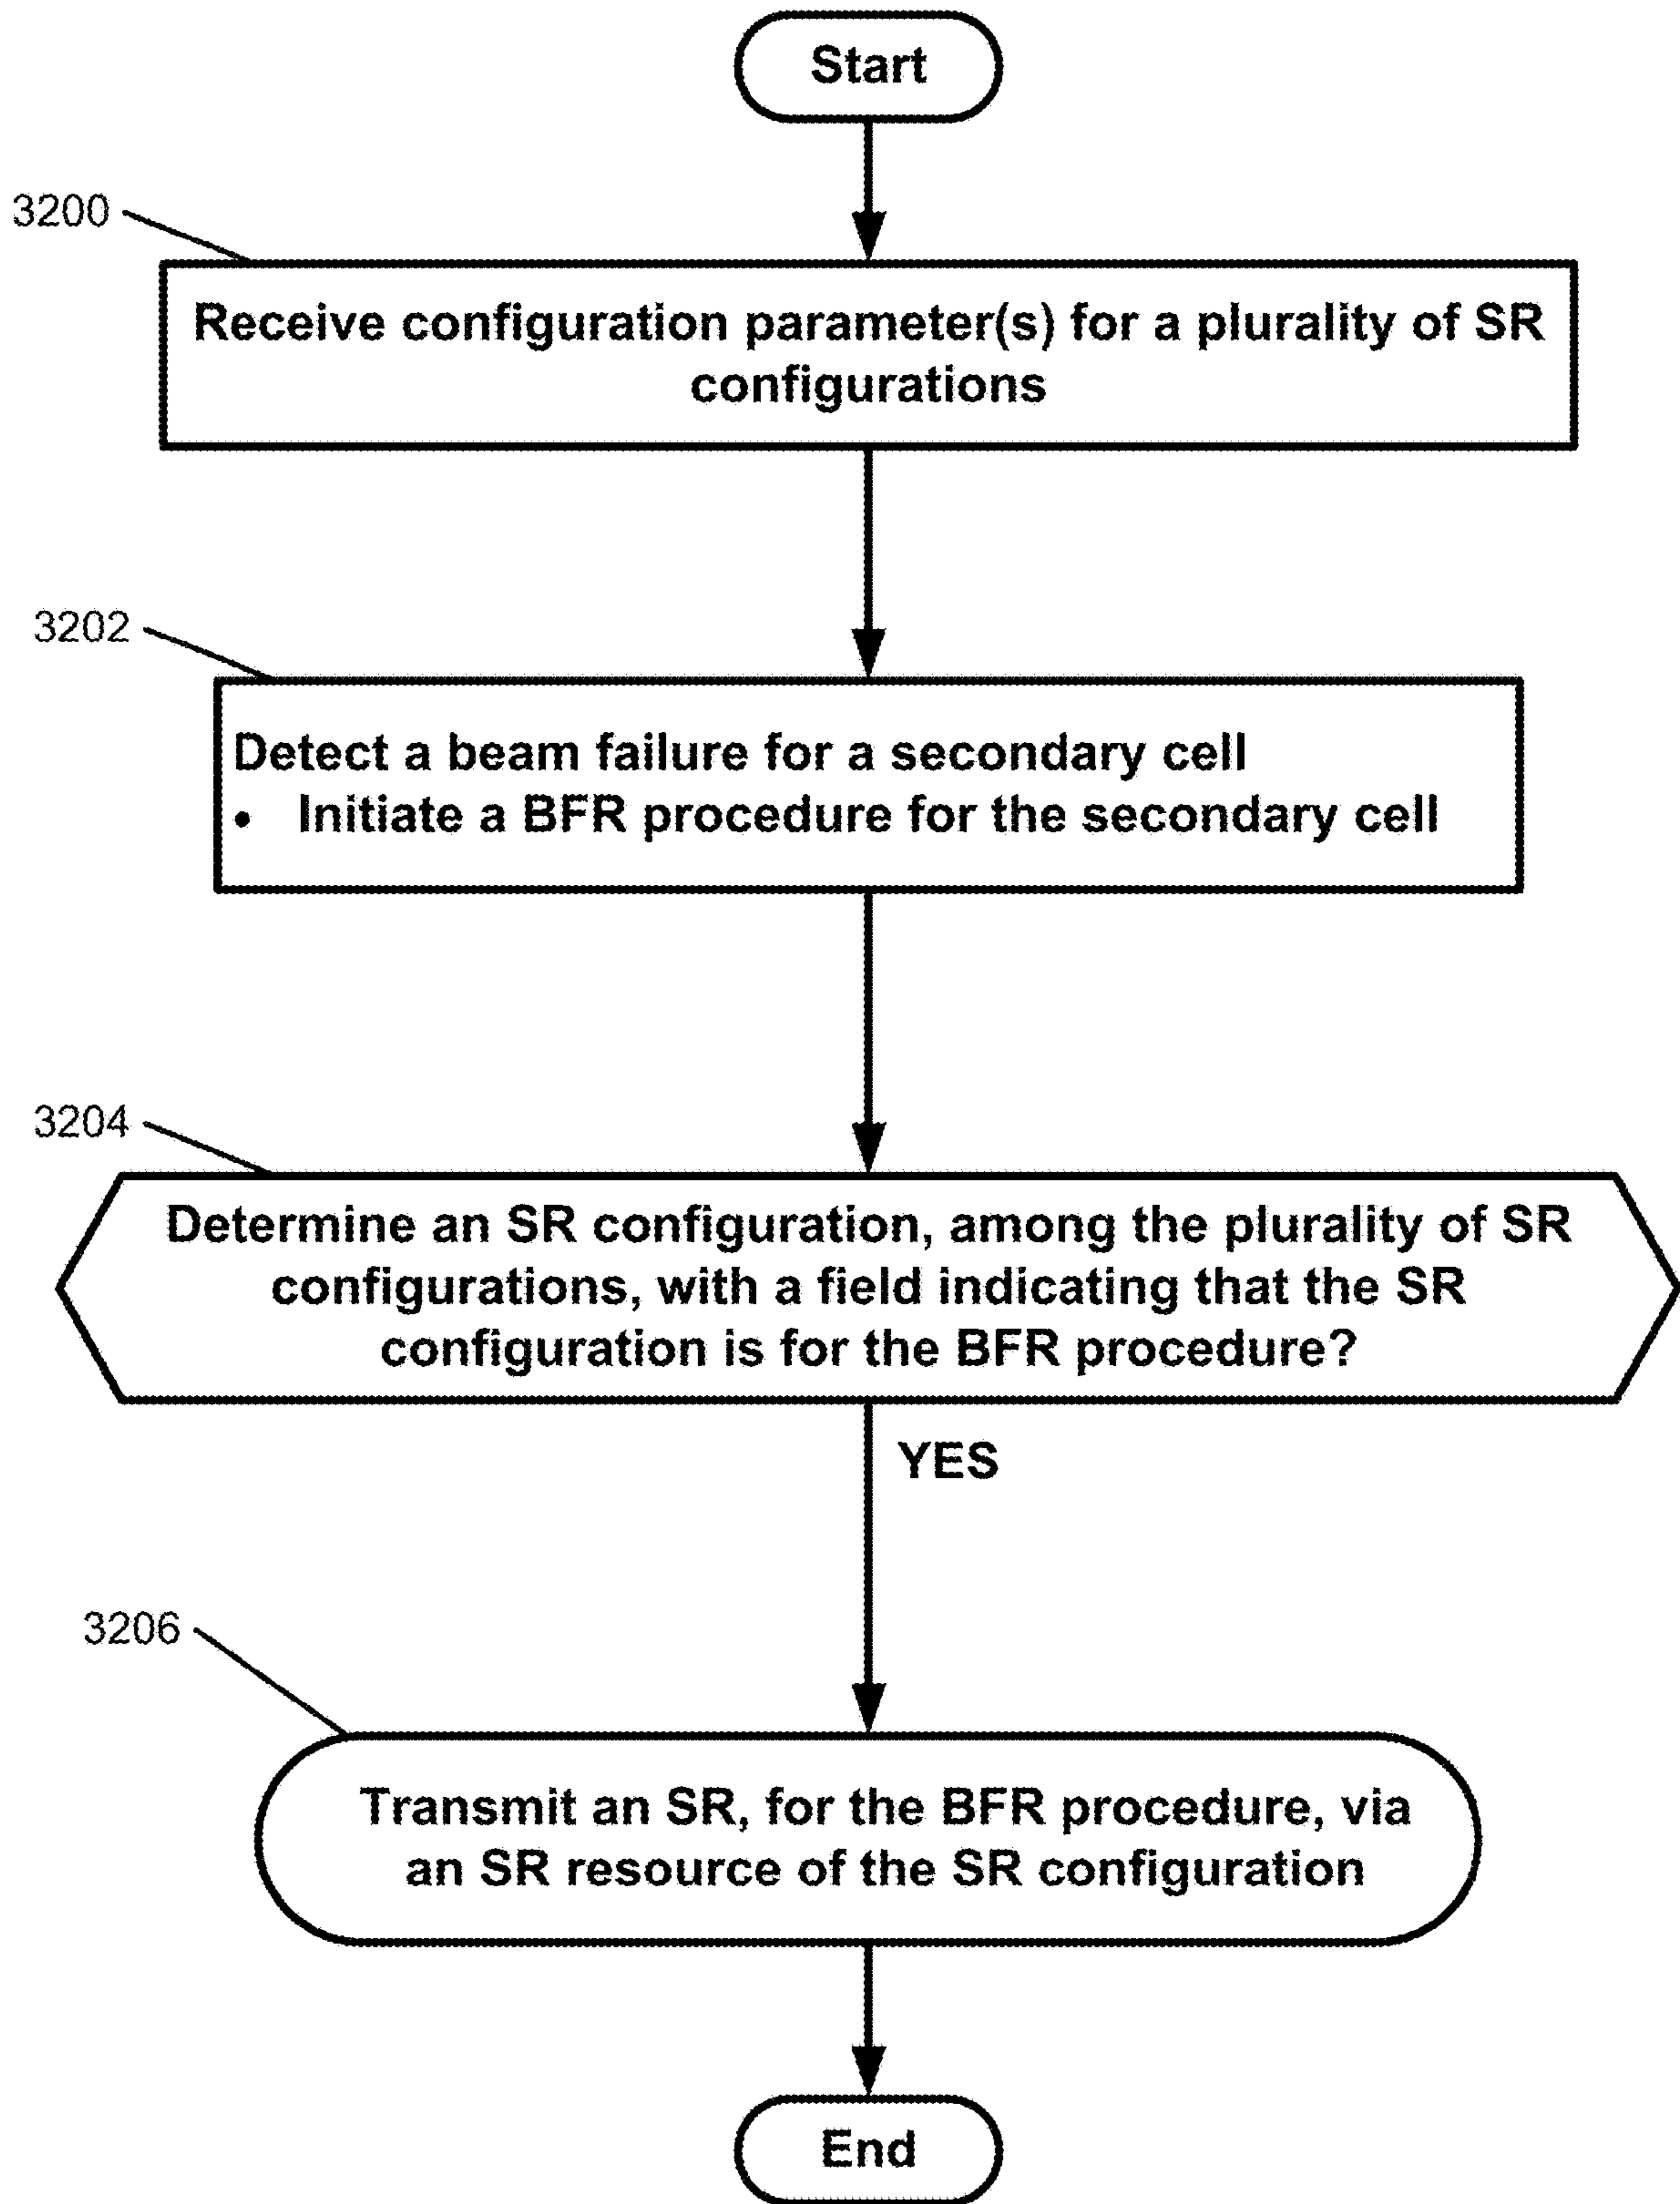 Start
3200
Receive configuration parameter(s) for a plurality of SR
configurations
3202
Detect a beam failure for a secondary cell
• Initiate a BFR procedure for the secondary cell
3204
Determine an SR configuration, among the plurality of SR
configurations, with a field indicating that the SR
configuration is for the BFR procedure?
YES
3206
Transmit an SR, for the BFR procedure, via
an SR resource of the SR configuration
End